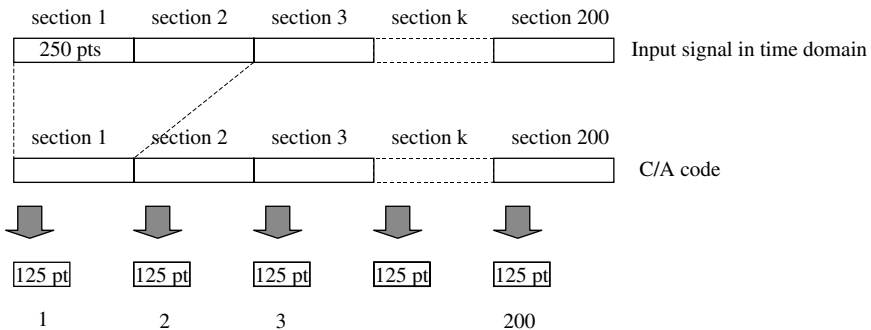 section 1 section 2 section 3 section k section 200
250 pts Input signal in time domain
section 1 section 2 section 3 section k section 200
C/A code
125 pt 125 pt 125 pt 125 pt 125 pt
1 2 3 200